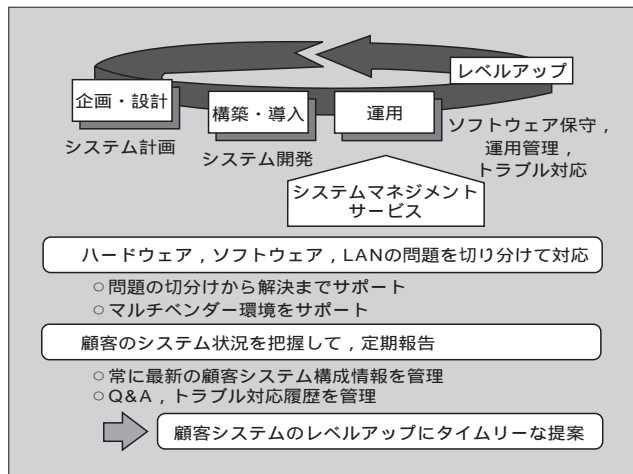 レベルアップ
企画・設計
構築・導入
運用
システム計画
システム開発
ソフトウェア保守，
運用管理，
トラブル対応
システムマネジメント
サービス
ハードウェア，ソフトウェア，LANの問題を切り分けて対応
○問題の切分けから解決までサポート
○マルチベンダー環境をサポート
顧客のシステム状況を把握して，定期報告
○常に最新の顧客システム構成情報を管理
○Q&A，トラブル対応履歴を管理
顧客システムのレベルアップにタイムリーな提案